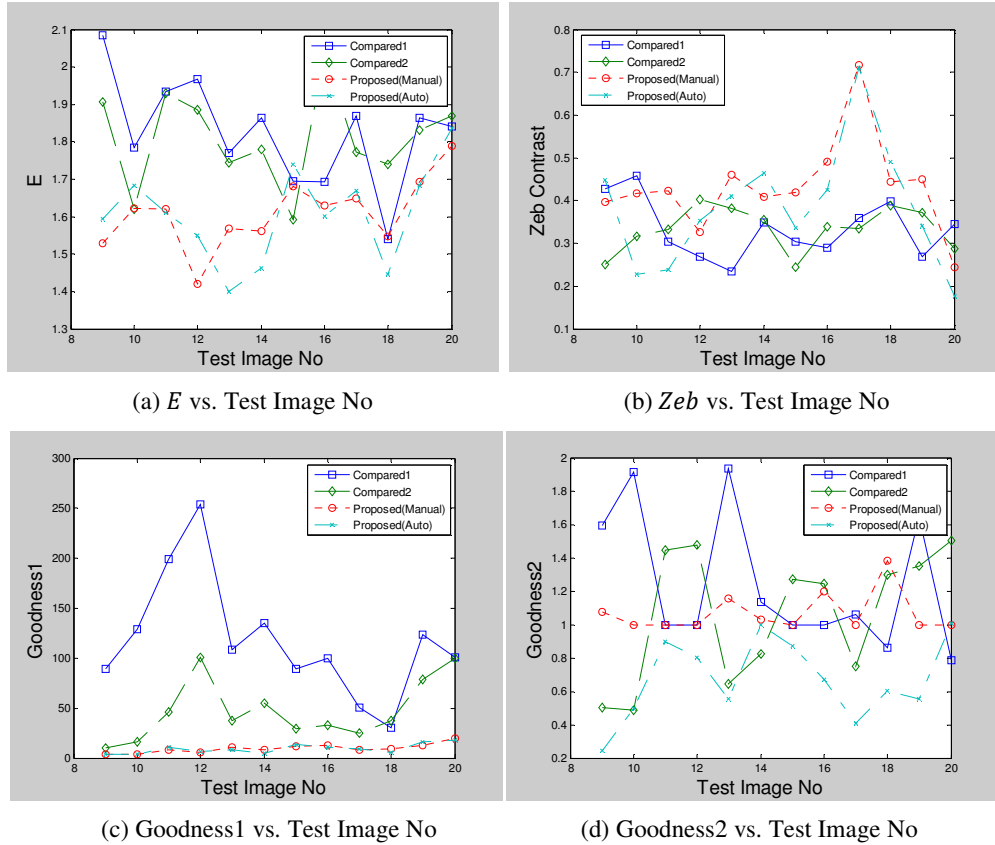 2.1
2
1.9
1.8
1.7
1.6
1.5
1.4
1.3
E
8 10 12 14 16 18 20
Test Image No
Compared1
Compared2
Proposed(Manual)
Proposed(Auto)
(a) E vs. Test Image No
0.8
0.7
0.6
0.5
0.4
0.3
0.2
0.1
Zeb Contrast
8 10 12 14 16 18 20
Test Image No
Compared1
Compared2
Proposed(Manual)
Proposed(Auto)
(b) Zeb vs. Test Image No
300
250
200
150
100
50
0
Goodness1
8 10 12 14 16 18 20
Test Image No
Compared1
Compared2
Proposed(Manual)
Proposed(Auto)
(c) Goodness1 vs. Test Image No
2
1.8
1.6
1.4
1.2
1
0.8
0.6
0.4
0.2
Goodness2
8 10 12 14 16 18 20
Test Image No
Compared1
Compared2
Proposed(Manual)
Proposed(Auto)
(d) Goodness2 vs. Test Image No